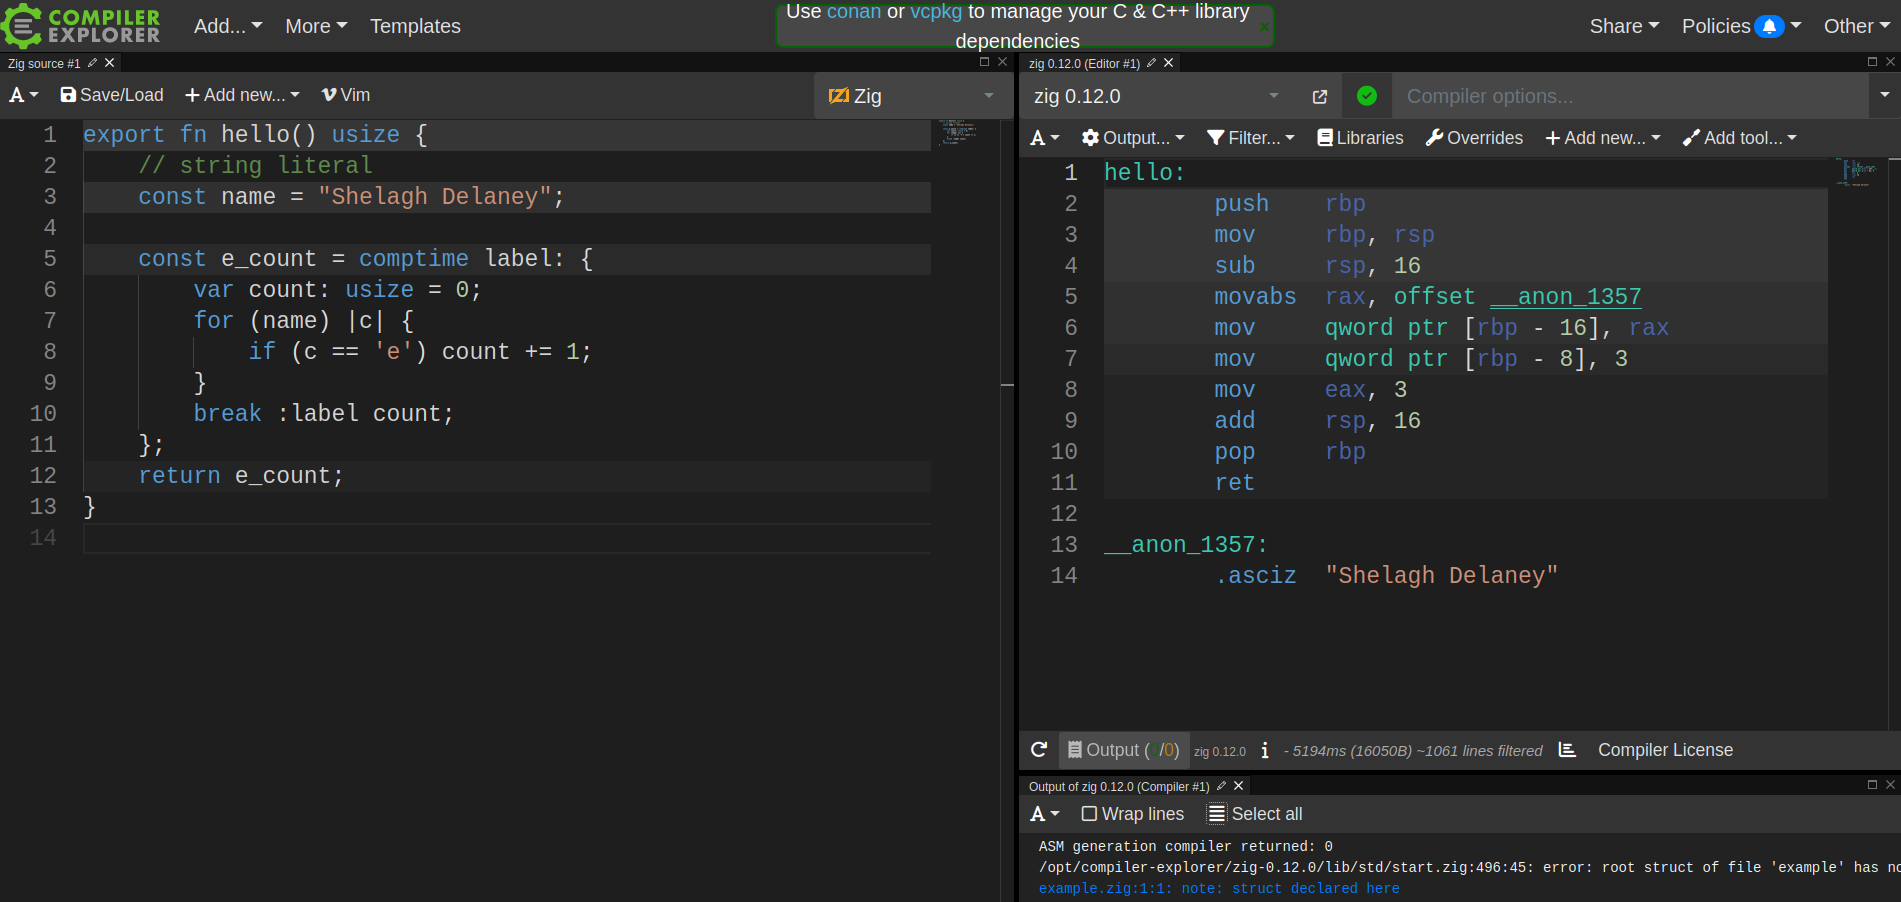 COMPILER
EXPLORER
Add...
More
Templates
Use conan or vcpkg to manage your C & C++ library
dependencies
Share
Policies
Other
Zig source #1
A
Save/Load
Add new...
Vim
Zig
1 export fn hello() usize {
2 // string literal
3 const name = "Shelagh Delaney";
4
5 const e_count = comptime label: {
6 var count: usize = 0;
7 for (name) |c| {
8 if (c == 'e') count += 1;
9 }
10 break :label count;
11 };
12 return e_count;
13 }
14
zig 0.12.0 (Editor #1)
zig 0.12.0
Compiler options...
A
Output...
Filter...
Libraries
Overrides
Add new...
Add tool...
1 hello:
2 push rbp
3 mov rbp, rsp
4 sub rsp, 16
5 movabs rax, offset __anon_1357
6 mov qword ptr [rbp - 16], rax
7 mov qword ptr [rbp - 8], 3
8 mov eax, 3
9 add rsp, 16
10 pop rbp
11 ret
12
13 __anon_1357:
14 .asciz "Shelagh Delaney"
Output (0/0)
zig 0.12.0
i
- 5194ms (16050B) ~1061 lines filtered
Compiler License
Output of zig 0.12.0 (Compiler #1)
A
Wrap lines
Select all
ASM generation compiler returned: 0
/opt/compiler-explorer/zig-0.12.0/lib/std/start.zig:496:45: error: root struct of file 'example' has no
example.zig:1:1: note: struct declared here